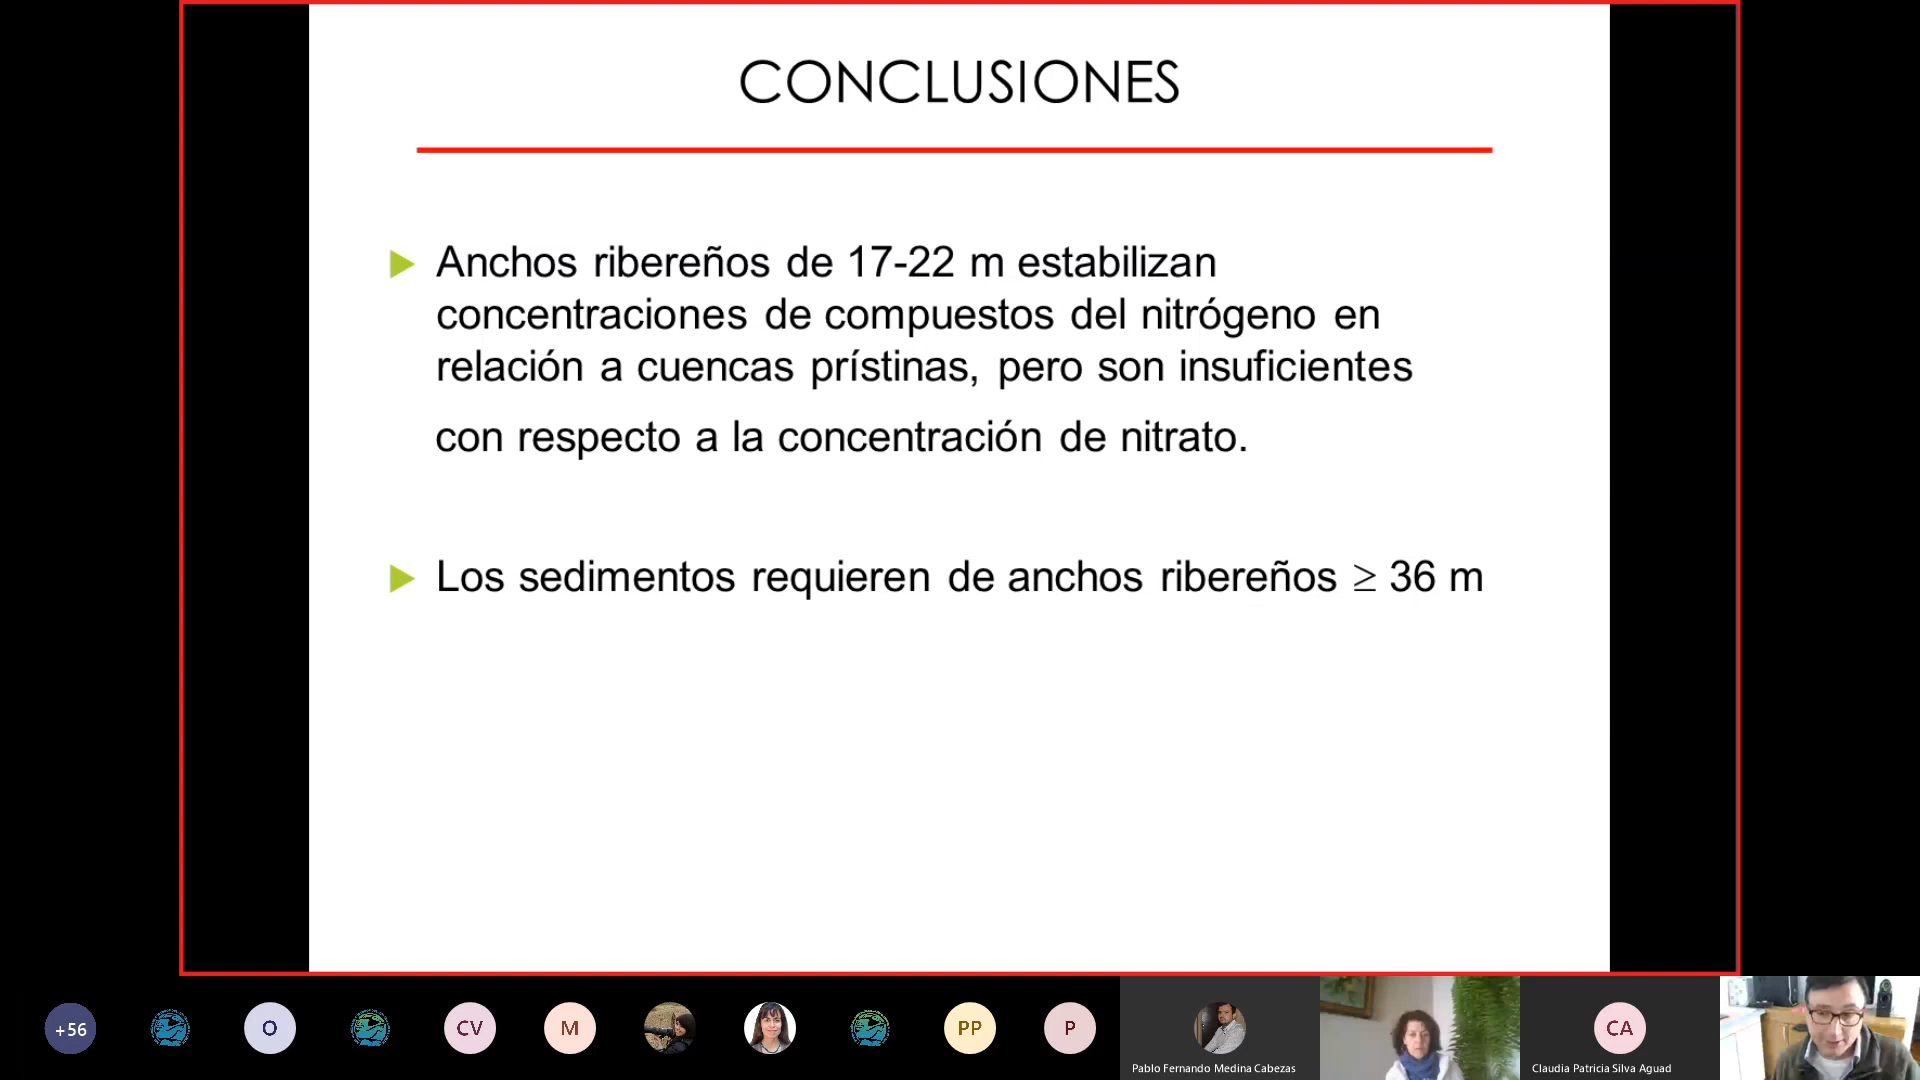 CONCLUSIONES
Anchos ribereños de 17-22 m estabilizan
concentraciones de compuestos del nitrógeno en
relación a cuencas prístinas, pero son insuficientes
con respecto a la concentración de nitrato.
Los sedimentos requieren de anchos ribereños ≥ 36 m
+56
O
CV
M
PP
P
Pablo Fernando Medina Cabezas
CA
Claudia Patricia Silva Aguad